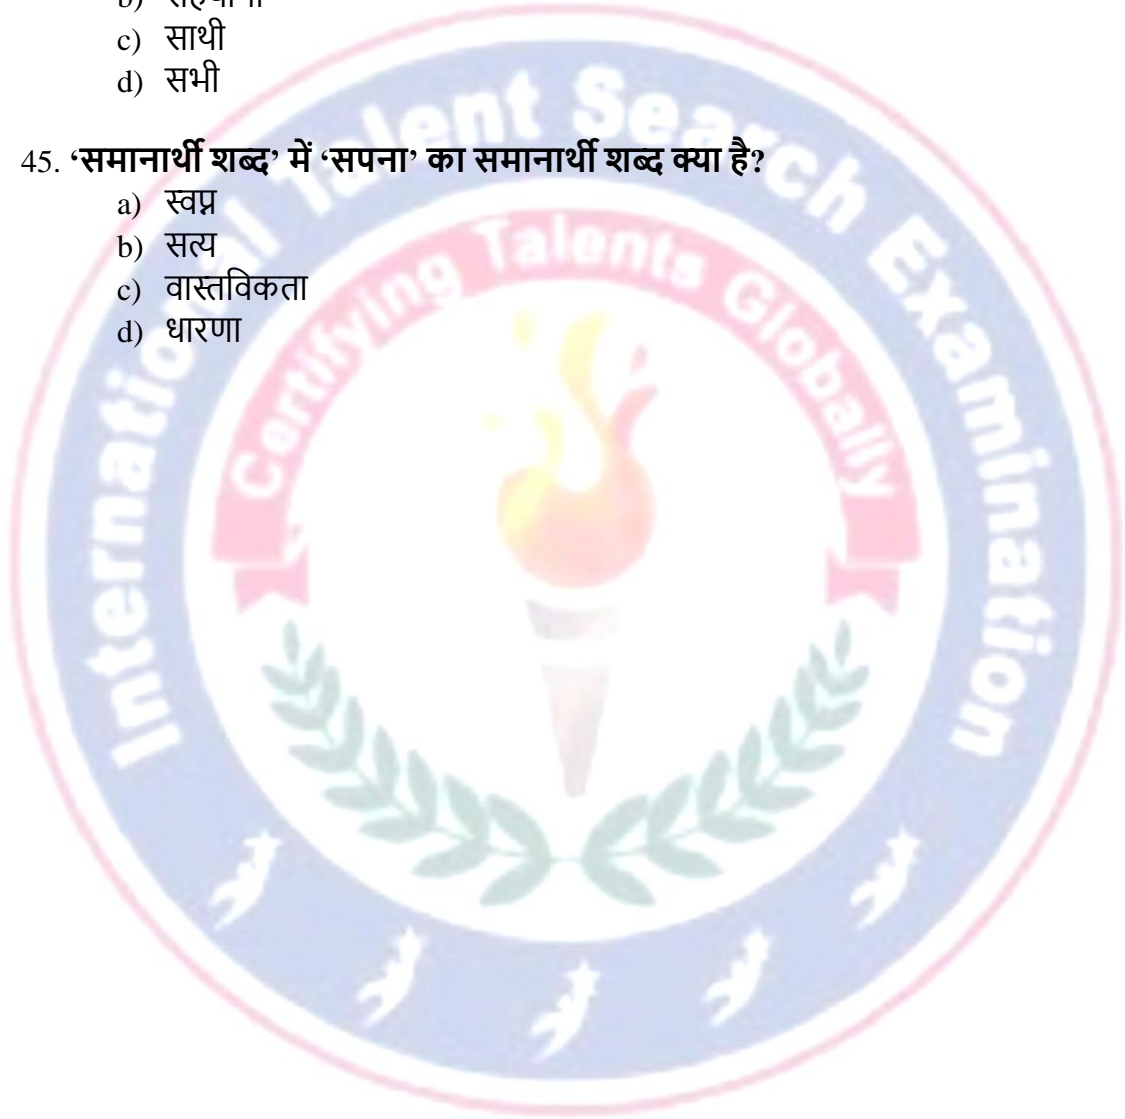 b)
c) साथी
d) सभी
45. ‘समानार्थी शब्द’ में ‘सपना’ का समानार्थी शब्द क्या है?
a) स्वप्न
b) सत्य
c) वास्तविकता
d) धारणा
International Talent Search Examination
Certifying Talents Globally